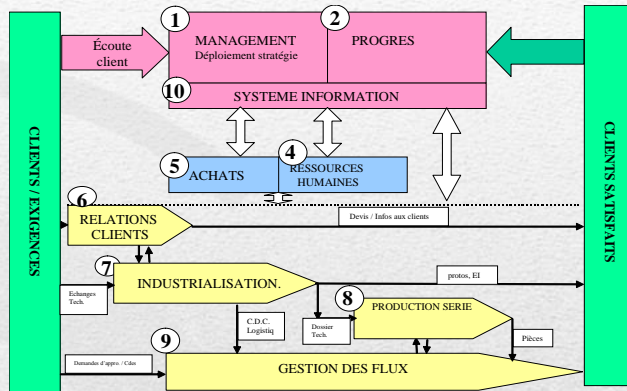 1
2
MANAGEMENT
Déploiement stratégie
PROGRES
Écoute
client
10
SYSTEME INFORMATION
5
ACHATS
4
RESSOURCES
HUMAINES
CLIENTS / EXIGENCES
CLIENTS SATISFAITS
6
RELATIONS
CLIENTS
Devis / Infos aux clients
7
INDUSTRIALISATION.
Echanges
Tech.
protos, EI
8
PRODUCTION SERIE
C.D.C.
Logistiq
Dossier
Tech.
Pièces
9
Demandes d'appro. / Cdes
GESTION DES FLUX